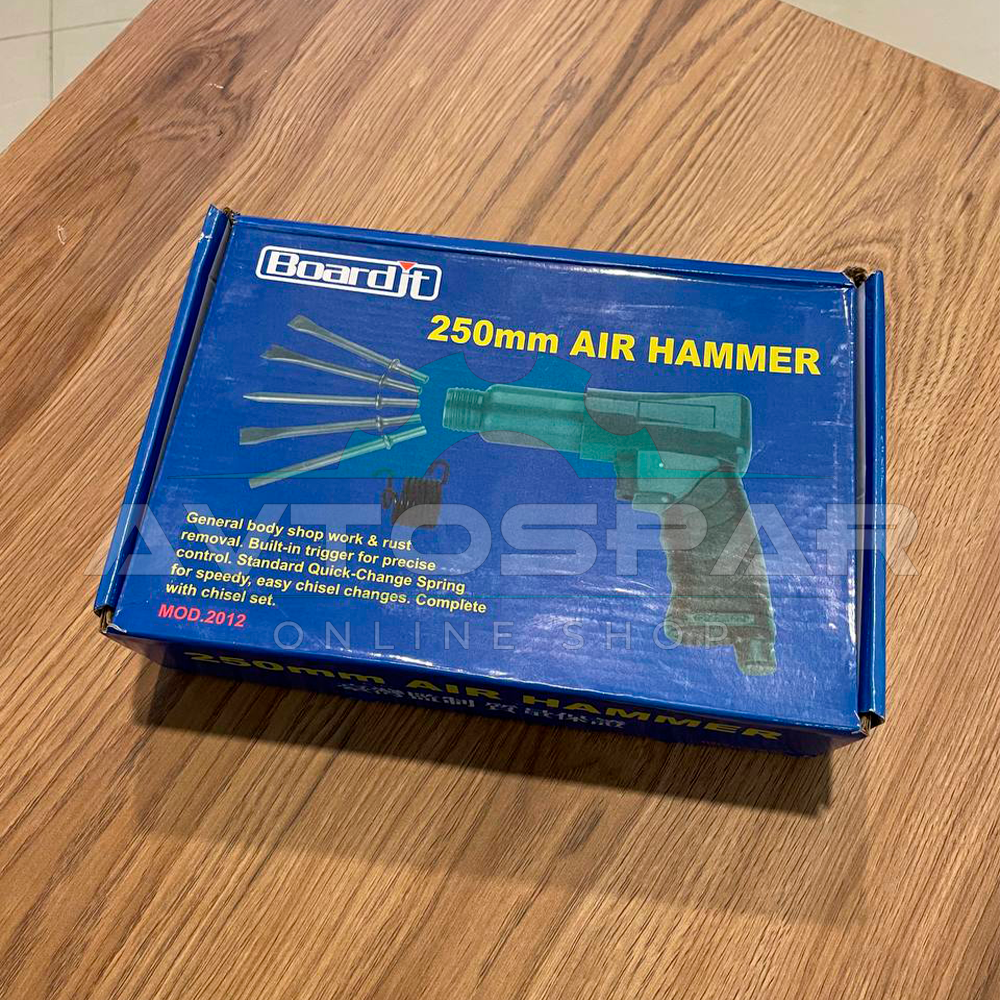 Boardit
250mm AIR HAMMER
General body shop work & rust
removal. Built-in trigger for precise
control. Standard Quick-Change Spring
for speedy, easy chisel changes. Complete
with chisel set.
MOD.2012
AVTOSPAR
ONLINE SHOP
250mm AIR HAMMER